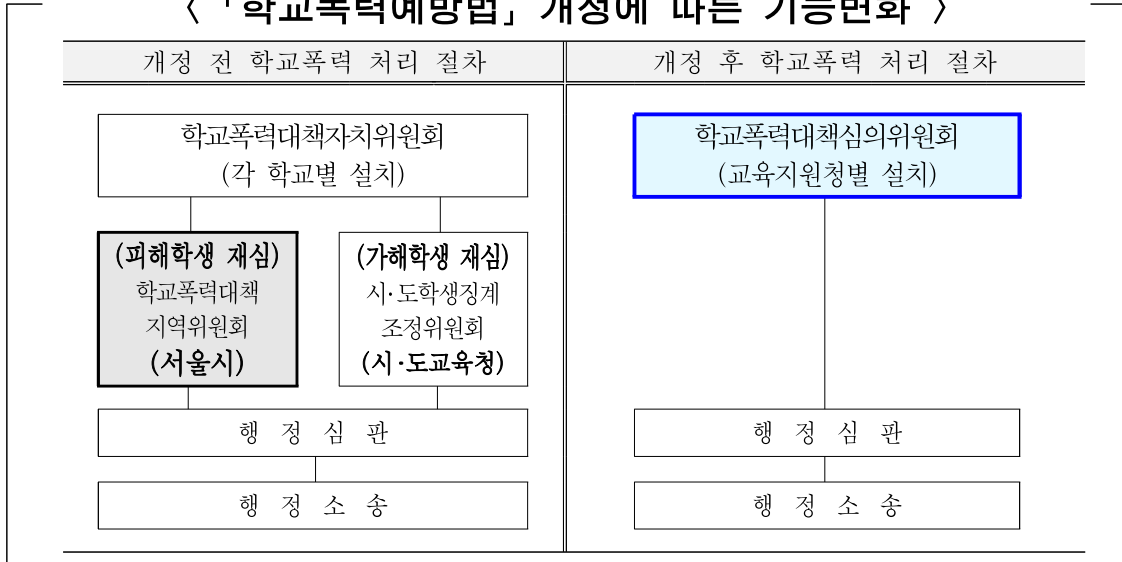 〈 「학교폭력예방법」 개정에 따른 기능변화 〉
개정 전 학교폭력 처리 절차
개정 후 학교폭력 처리 절차
학교폭력대책자치위원회
(각 학교별 설치)
(피해학생 재심)
학교폭력대책
지역위원회
(서울시)
(가해학생 재심)
시·도학생징계
조정위원회
(시·도교육청)
행 정 심 판
행 정 소 송
학교폭력대책심의위원회
(교육지원청별 설치)
행 정 심 판
행 정 소 송